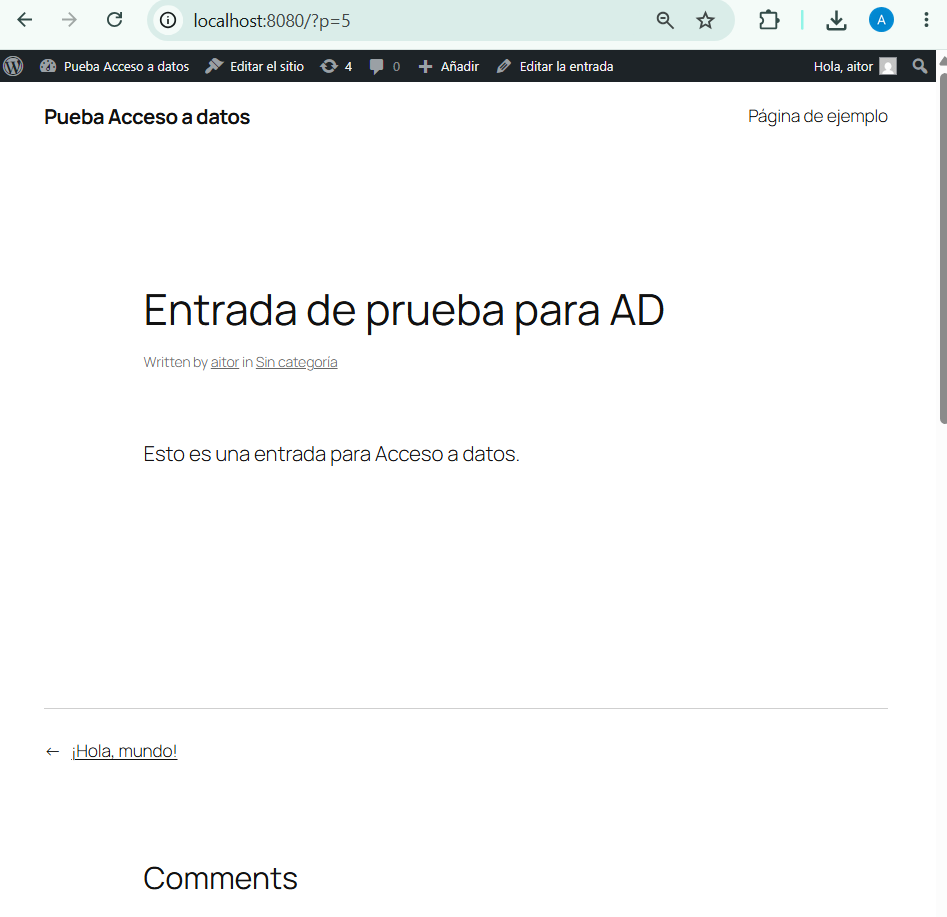 localhost:8080/?p=5
A
Pueba Acceso a datos Editar el sitio 4 0 Añadir Editar la entrada Hola, aitor
Pueba Acceso a datos Página de ejemplo
Entrada de prueba para AD
Written by aitor in Sin categoría
Esto es una entrada para Acceso a datos.
← ¡Hola, mundo!
Comments